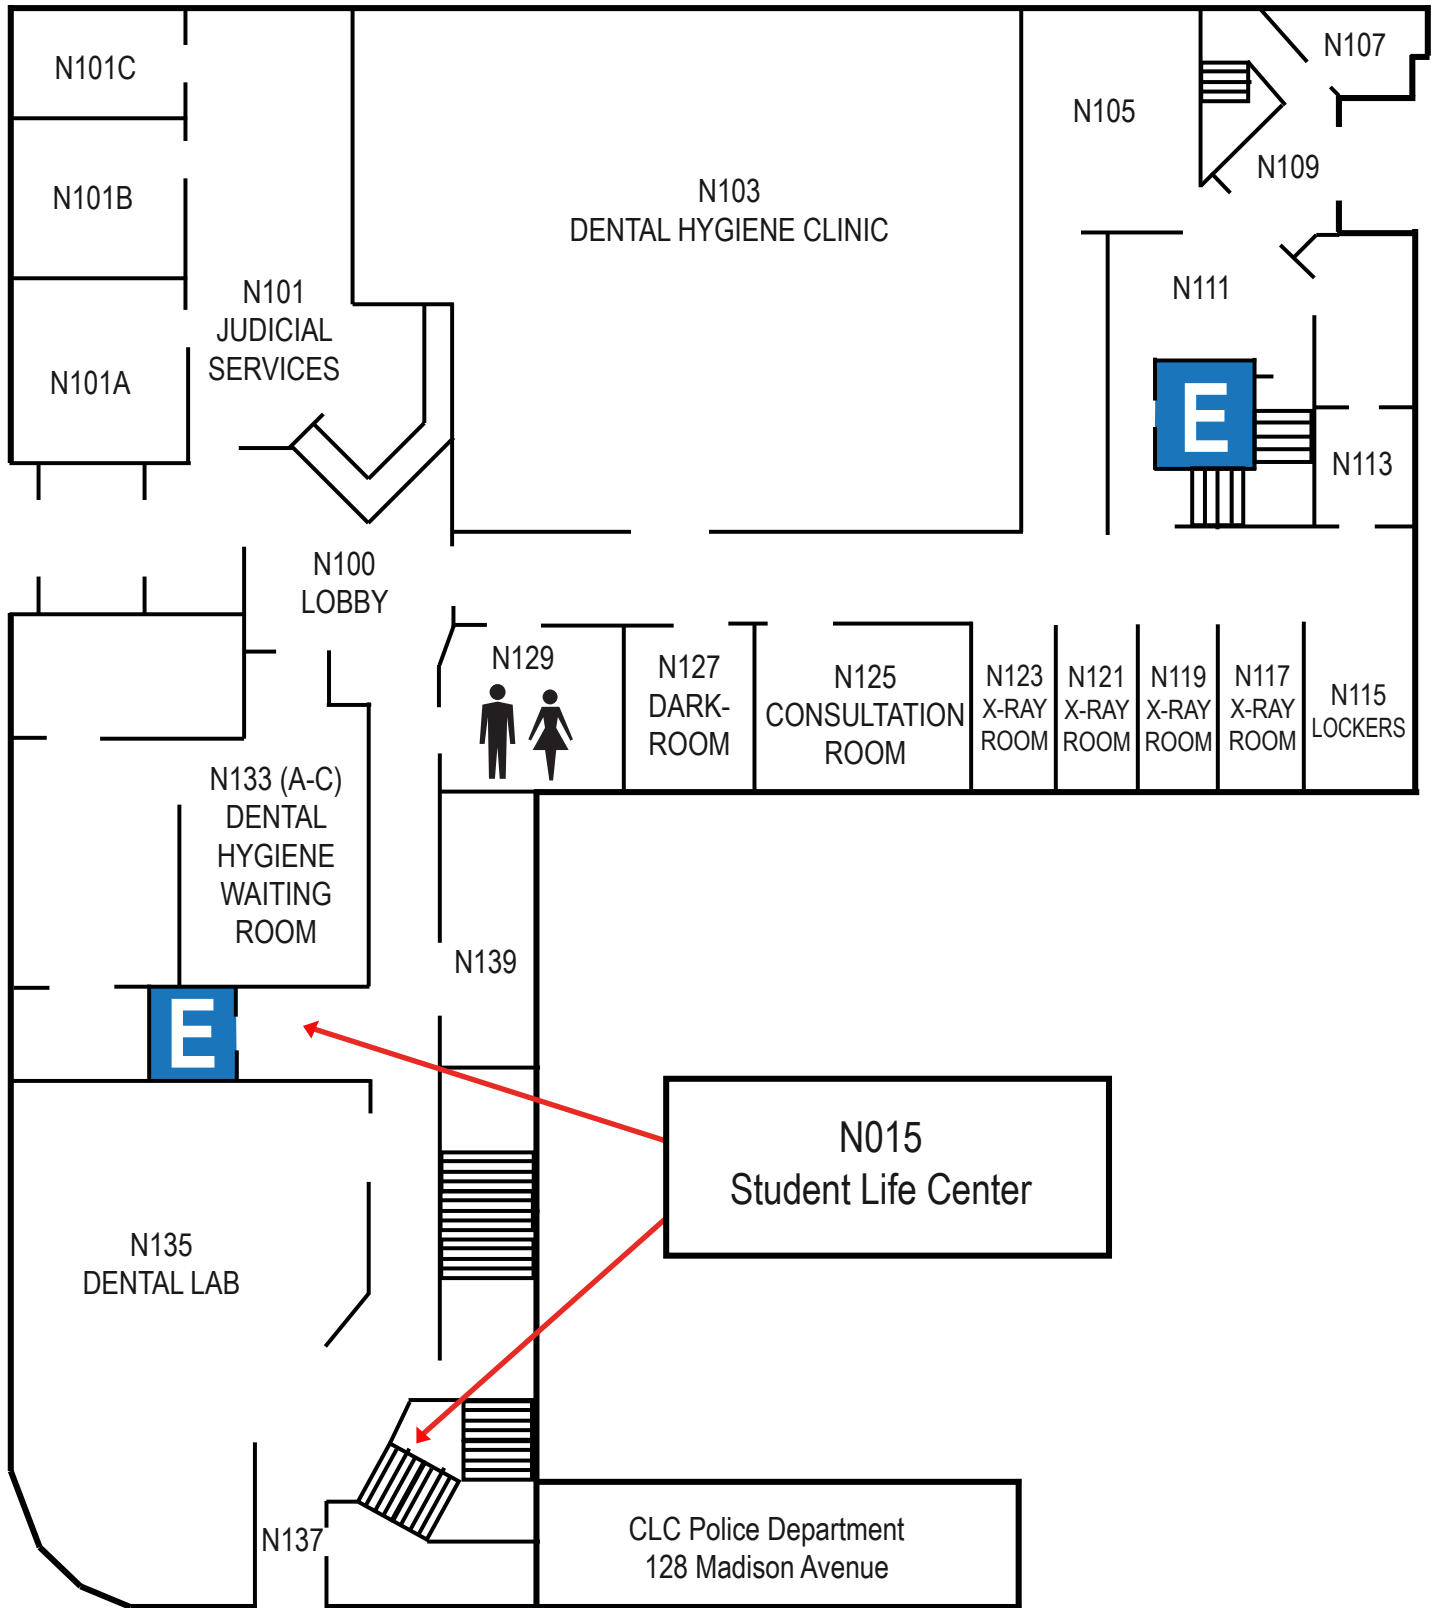 N101C
N107
N105
N109
N101B
N103
DENTAL HYGIENE CLINIC
N101
JUDICIAL
SERVICES
N111
N101A
E
N113
N100
LOBBY
N129
N127
DARK-
ROOM
N125
CONSULTATION
ROOM
N123
X-RAY
ROOM
N121
X-RAY
ROOM
N119
X-RAY
ROOM
N117
X-RAY
ROOM
N115
LOCKERS
N133 (A-C)
DENTAL
HYGIENE
WAITING
ROOM
N139
E
N015
Student Life Center
N135
DENTAL LAB
N137
CLC Police Department
128 Madison Avenue